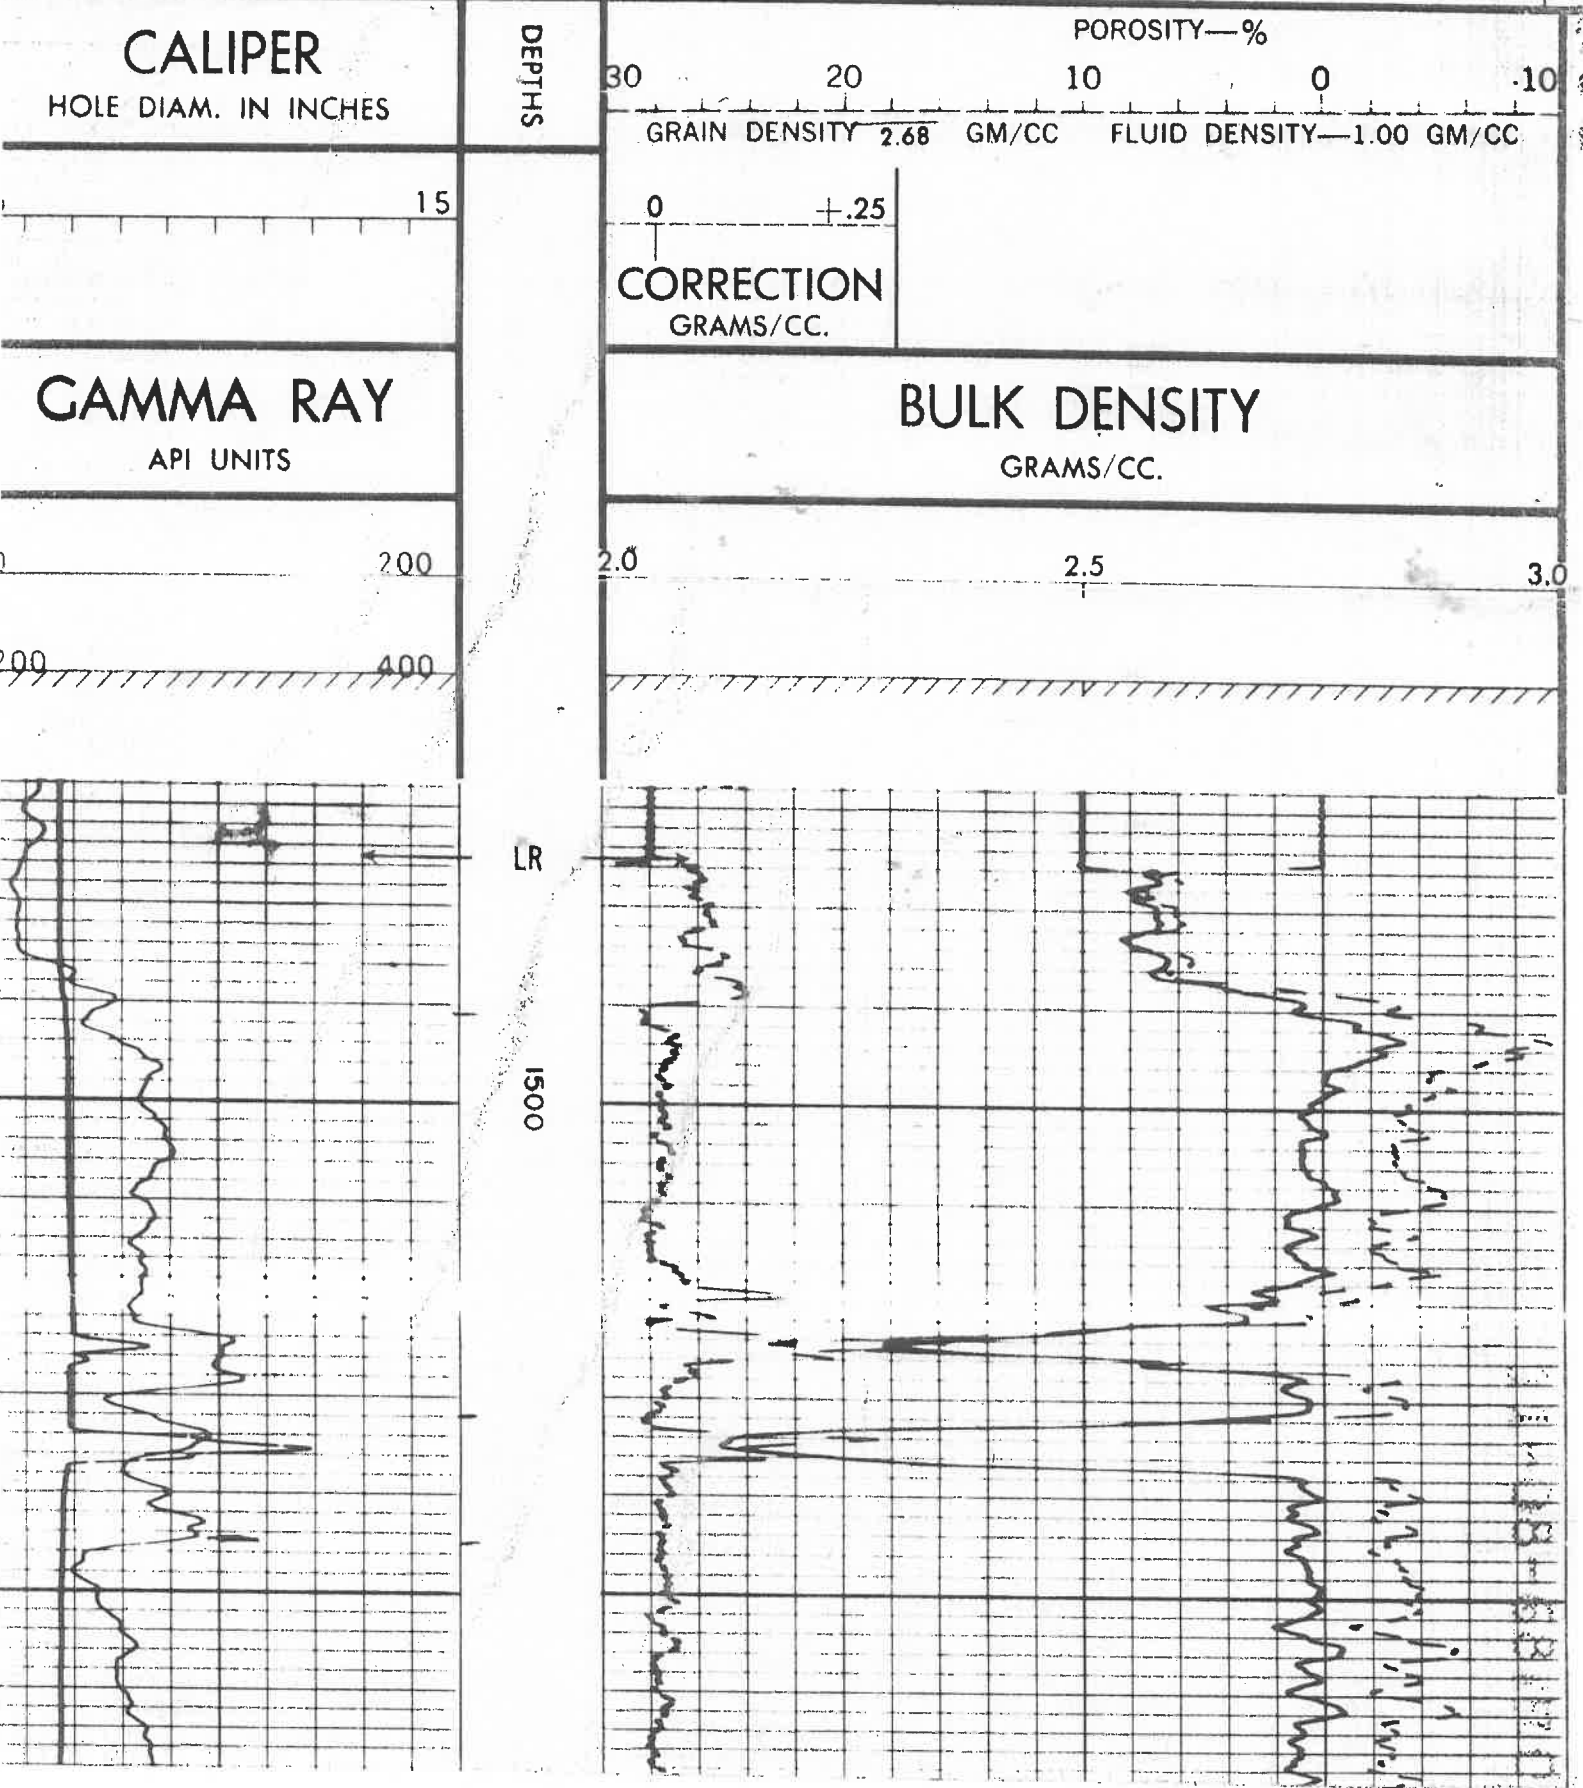 CALIPER
HOLE DIAM. IN INCHES
15
GAMMA RAY
API UNITS
200
400
DEPTHS
POROSITY—%
30 20 10 0 -10
GRAIN DENSITY 2.68 GM/CC FLUID DENSITY—1.00 GM/CC
0 +.25
CORRECTION
GRAMS/CC.
BULK DENSITY
GRAMS/CC.
2.0 2.5 3.0
LR
1500